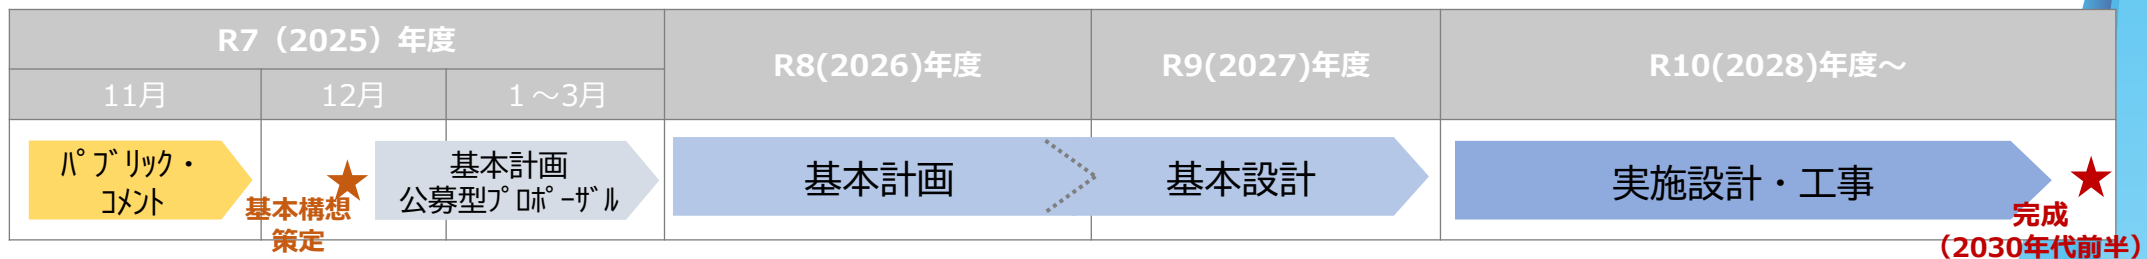 R7（2025）年度
R8(2026)年度
R9(2027)年度
R10(2028)年度～
11月
12月
１～3月
ﾊﾟﾌﾞﾘｯｸ・
ｺﾒﾝﾄ
基本構想
策定
基本計画
公募型ﾌﾟﾛﾎﾟｰｻﾞﾙ
基本計画
基本設計
実施設計・工事
完成
（2030年代前半）